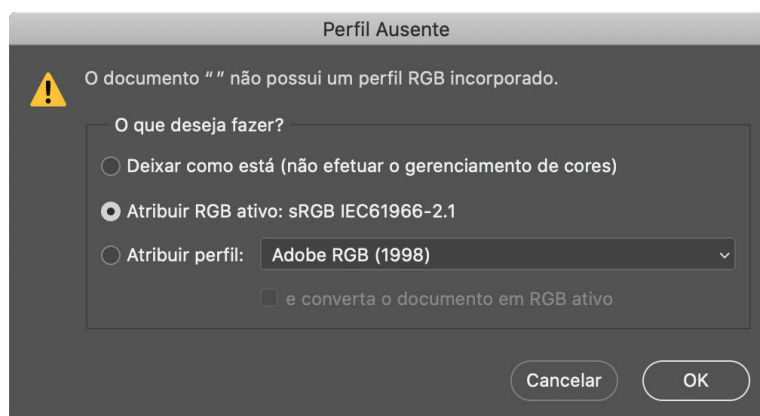 Perfil Ausente
O documento “ ” não possui um perfil RGB incorporado.
O que deseja fazer?
Deixar como está (não efetuar o gerenciamento de cores)
Atribuir RGB ativo: sRGB IEC61966-2.1
Atribuir perfil: Adobe RGB (1998)
e converta o documento em RGB ativo
Cancelar OK